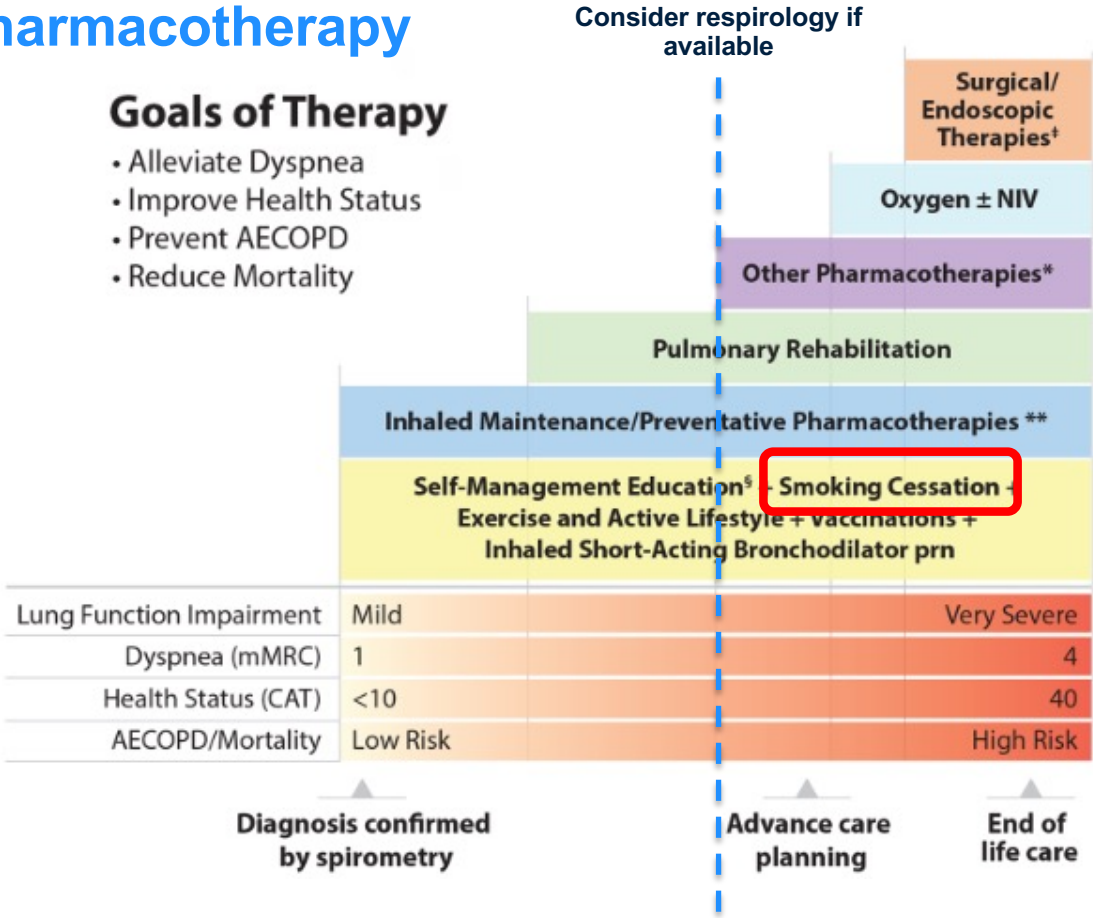 harmacotherapy
Consider respirology if
available
Goals of Therapy
• Alleviate Dyspnea
• Improve Health Status
• Prevent AECOPD
• Reduce Mortality
Surgical/
Endoscopic
Therapies‡
Oxygen ± NIV
Other Pharmacotherapies*
Pulmonary Rehabilitation
Inhaled Maintenance/Preventative Pharmacotherapies **
Self-Management Education§ + Smoking Cessation +
Exercise and Active Lifestyle + Vaccinations +
Inhaled Short-Acting Bronchodilator prn
Lung Function Impairment Mild Very Severe
Dyspnea (mMRC) 1 4
Health Status (CAT) <10 40
AECOPD/Mortality Low Risk High Risk
Diagnosis confirmed
by spirometry
Advance care
planning
End of
life care